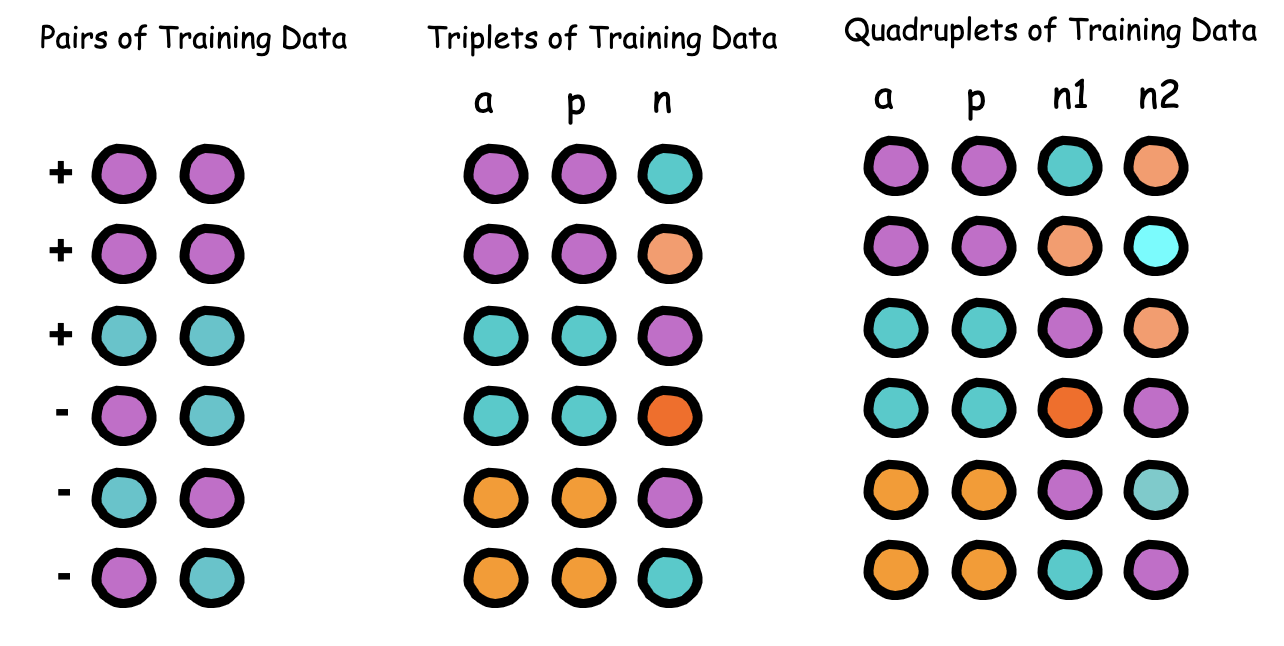 Pairs of Training Data
+
+
+
-
-
-
Triplets of Training Data
a p n
Quadruplets of Training Data
a p n1 n2